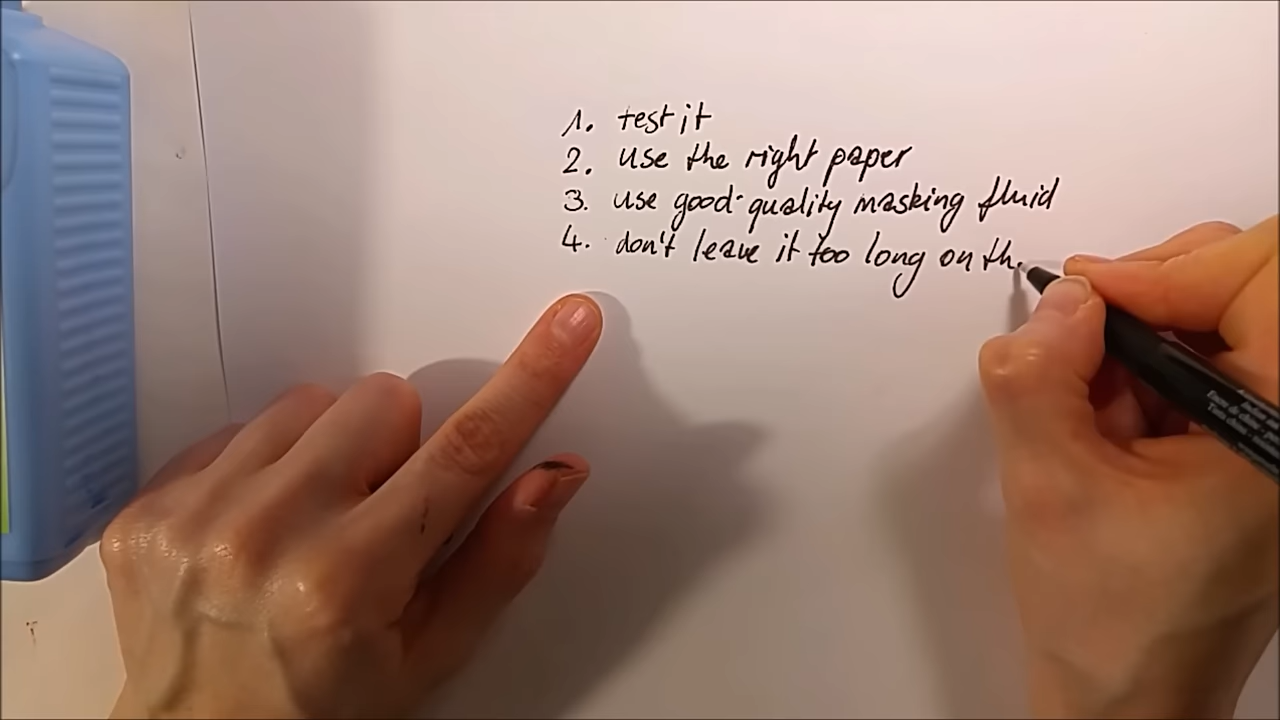 1. test it
2. use the right paper
3. use good-quality masking fluid
4. don't leave it too long on th